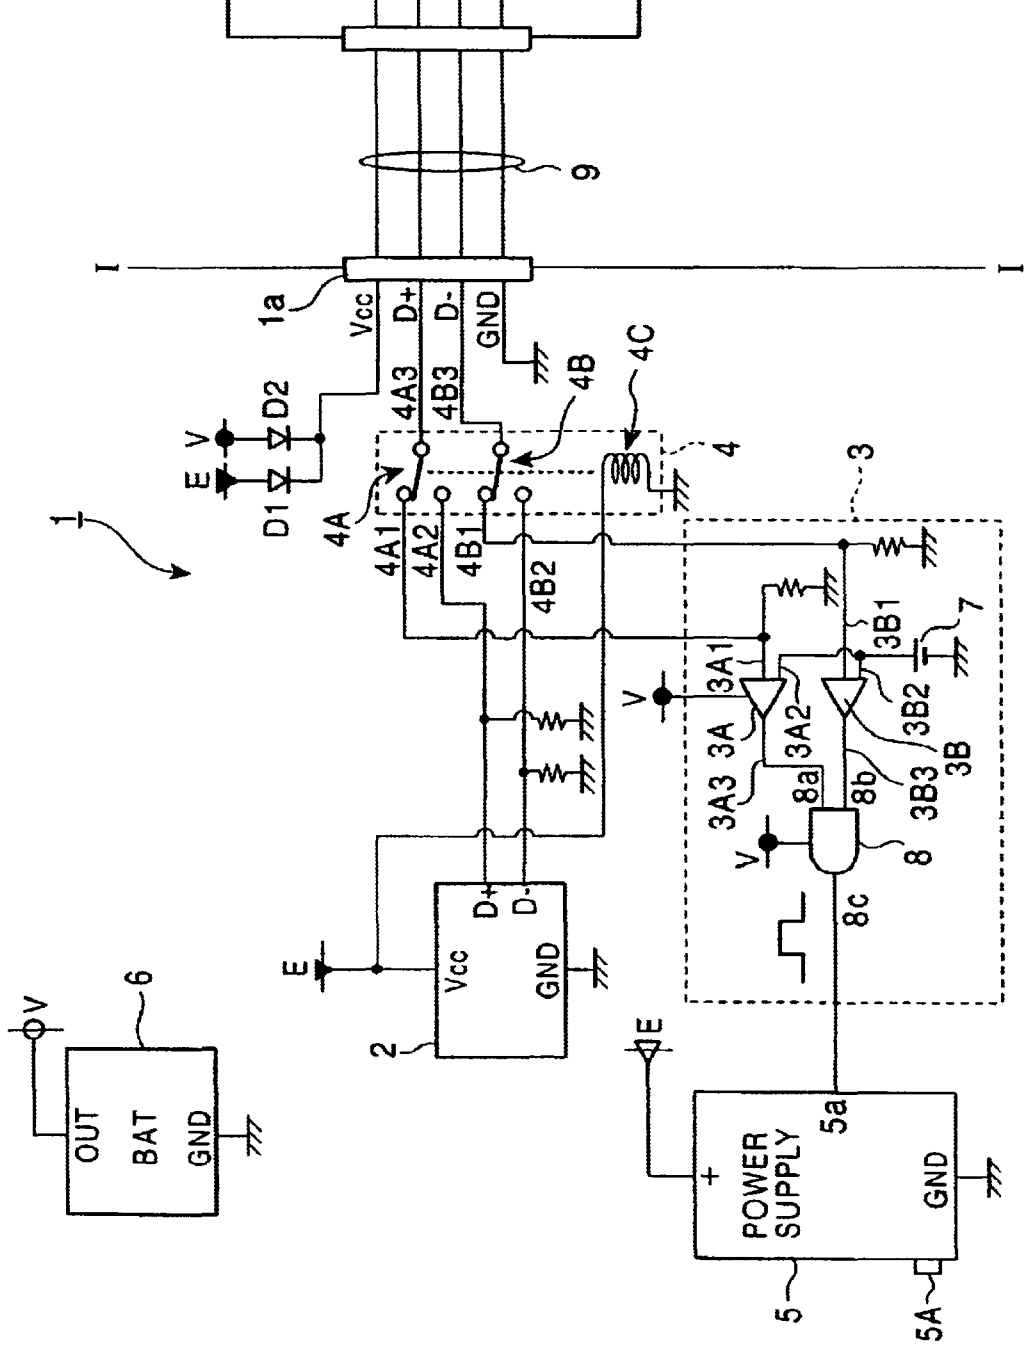 1
6
V
OUT
BAT
GND
E
V
D1
D2
1a
I
I
9
Vcc
D+
D-
GND
4A3
4B3
4A
4B
4C
4
4A1
4A2
4B1
4B2
2
E
Vcc
D+
D-
GND
3
V
3A1
3A2
3A
3A3
3B1
3B2
3B
3B3
7
V
8a
8b
8
8c
E
5
+
POWER
SUPPLY
5a
GND
5A